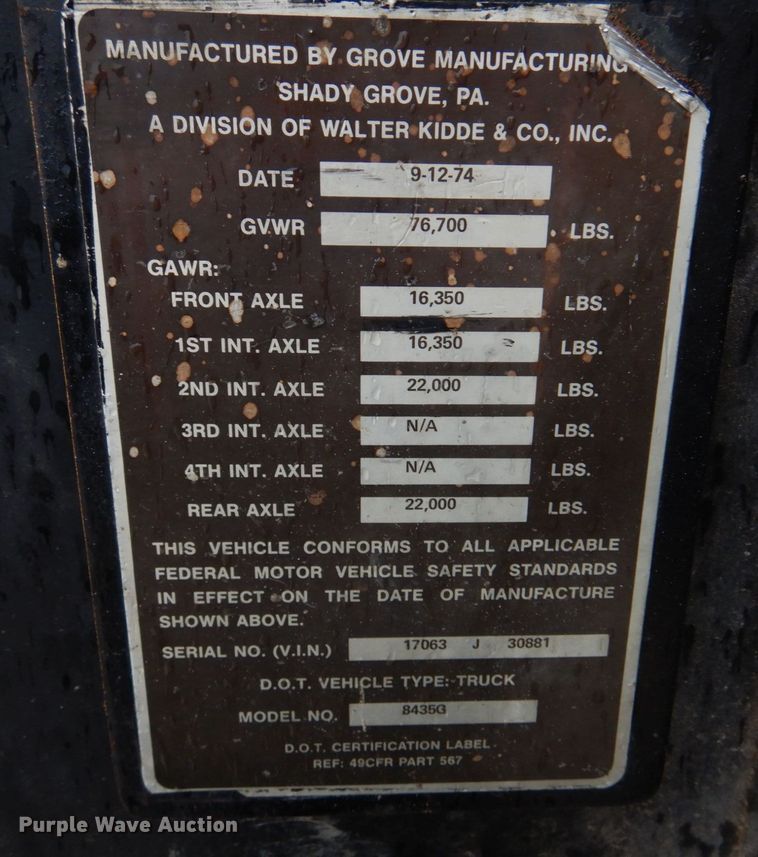 MANUFACTURED BY GROVE MANUFACTURING
SHADY GROVE, PA.
A DIVISION OF WALTER KIDDE & CO., INC.
DATE 9-12-74
GVWR 76,700 LBS.
GAWR:
FRONT AXLE 16,350 LBS.
1ST INT. AXLE 16,350 LBS.
2ND INT. AXLE 22,000 LBS.
3RD INT. AXLE N/A LBS.
4TH INT. AXLE N/A LBS.
REAR AXLE 22,000 LBS.
THIS VEHICLE CONFORMS TO ALL APPLICABLE
FEDERAL MOTOR VEHICLE SAFETY STANDARDS
IN EFFECT ON THE DATE OF MANUFACTURE
SHOWN ABOVE.
SERIAL NO. (V.I.N.) 17063 J 30881
D.O.T. VEHICLE TYPE: TRUCK
MODEL NO. 8435G
D.O.T. CERTIFICATION LABEL
REF: 49CFR PART 567
Purple Wave Auction